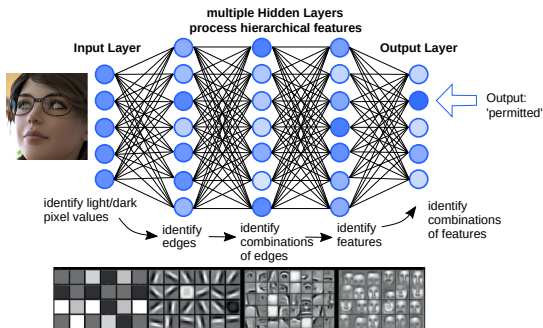 multiple Hidden Layers
process hierarchical features
Input Layer
Output Layer
Output:
'permitted'
identify light/dark
pixel values
identify
edges
identify
combinations
of edges
identify
features
identify
combinations
of features